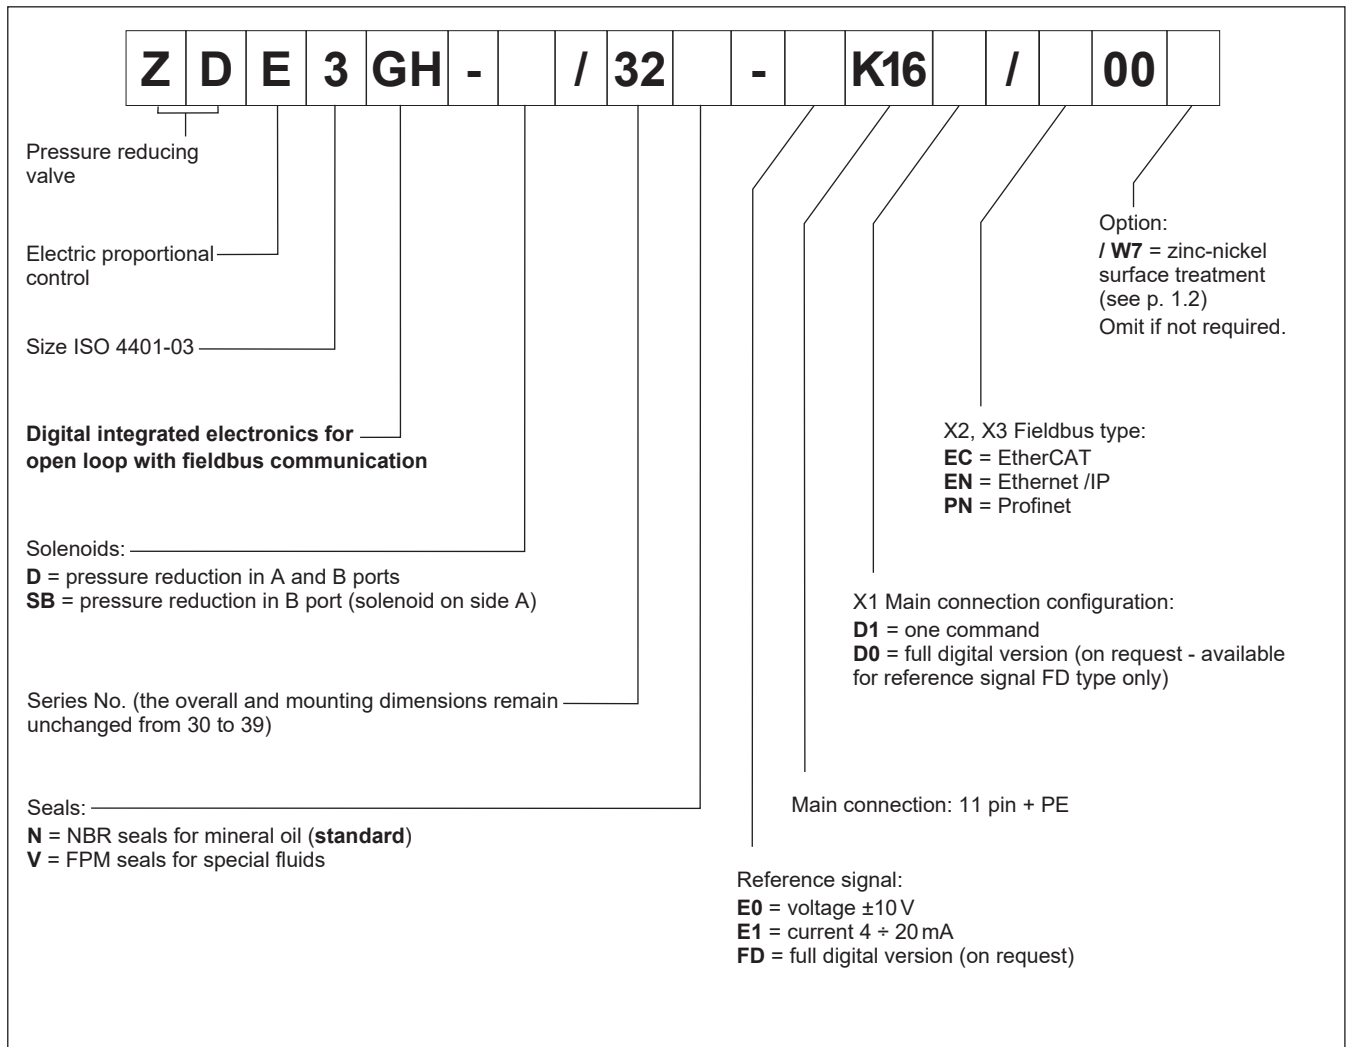 Z D E 3 GH - / 32 - K16 / 00
Pressure reducing
valve
Electric proportional
control
Size ISO 4401-03
Digital integrated electronics for
open loop with fieldbus communication
Solenoids:
D = pressure reduction in A and B ports
SB = pressure reduction in B port (solenoid on side A)
Series No. (the overall and mounting dimensions remain
unchanged from 30 to 39)
Seals:
N = NBR seals for mineral oil (standard)
V = FPM seals for special fluids
Option:
/ W7 = zinc-nickel
surface treatment
(see p. 1.2)
Omit if not required.
X2, X3 Fieldbus type:
EC = EtherCAT
EN = Ethernet /IP
PN = Profinet
X1 Main connection configuration:
D1 = one command
D0 = full digital version (on request - available
for reference signal FD type only)
Main connection: 11 pin + PE
Reference signal:
E0 = voltage ±10 V
E1 = current 4 ÷ 20 mA
FD = full digital version (on request)